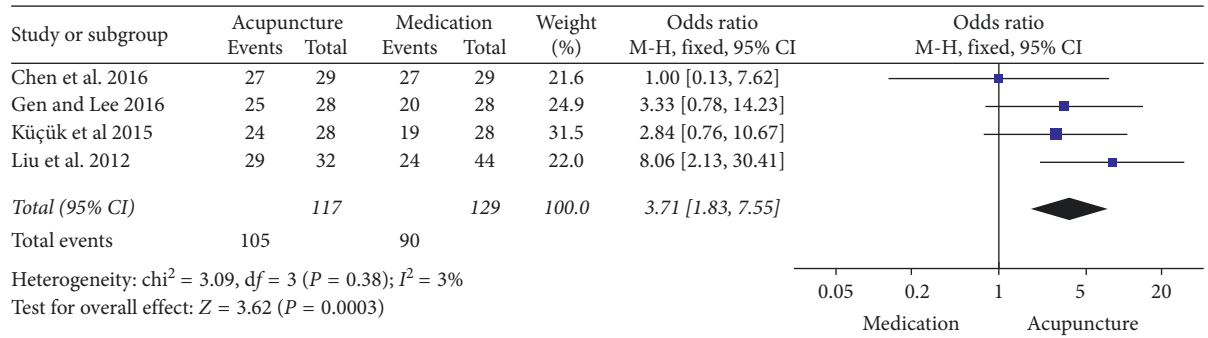 Study or subgroup Acupuncture Medication Weight Odds ratio Odds ratio
Events Total Events Total (%) M-H, fixed, 95% CI M-H, fixed, 95% CI
Chen et al. 2016 27 29 27 29 21.6 1.00 [0.13, 7.62]
Gen and Lee 2016 25 28 20 28 24.9 3.33 [0.78, 14.23]
Küçük et al 2015 24 28 19 28 31.5 2.84 [0.76, 10.67]
Liu et al. 2012 29 32 24 44 22.0 8.06 [2.13, 30.41]
Total (95% CI) 117 129 100.0 3.71 [1.83, 7.55]
Total events 105 90
Heterogeneity: chi² = 3.09, df = 3 (P = 0.38); I² = 3%
Test for overall effect: Z = 3.62 (P = 0.0003)
0.05 0.2 1 5 20
Medication Acupuncture